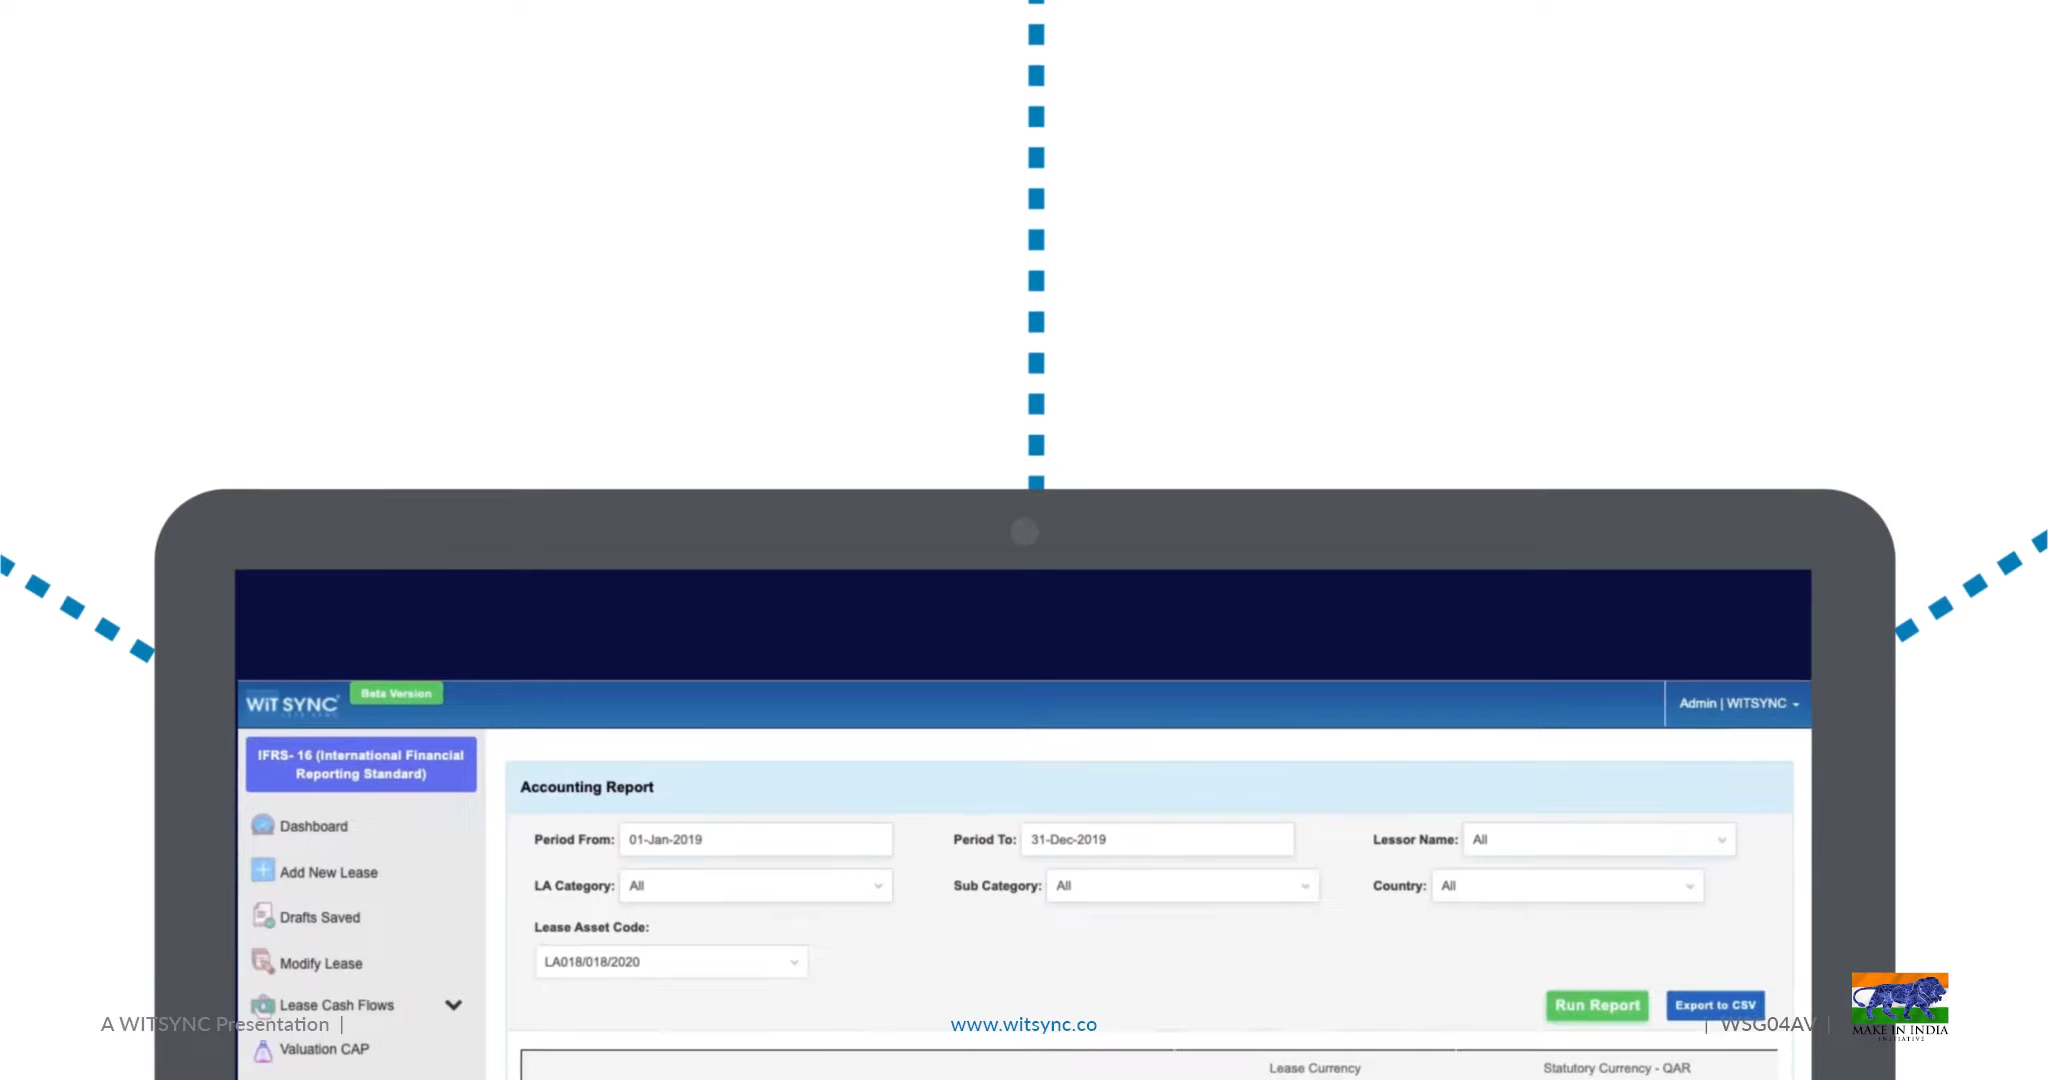 WiT SYNC
Beta Version
Admin | WITSYNC
IFRS- 16 (International Financial
Reporting Standard)
Dashboard
Add New Lease
Drafts Saved
Modify Lease
Lease Cash Flows
Valuation CAP
Accounting Report
Period From: 01-Jan-2019
Period To: 31-Dec-2019
Lessor Name: All
LA Category: All
Sub Category: All
Country: All
Lease Asset Code:
LA018/018/2020
Run Report
Export to CSV
Lease Currency
Statutory Currency - QAR
A WITSYNC Presentation |
www.witsync.co
| WSG04AV |
MAKE IN INDIA
INITIATIVE